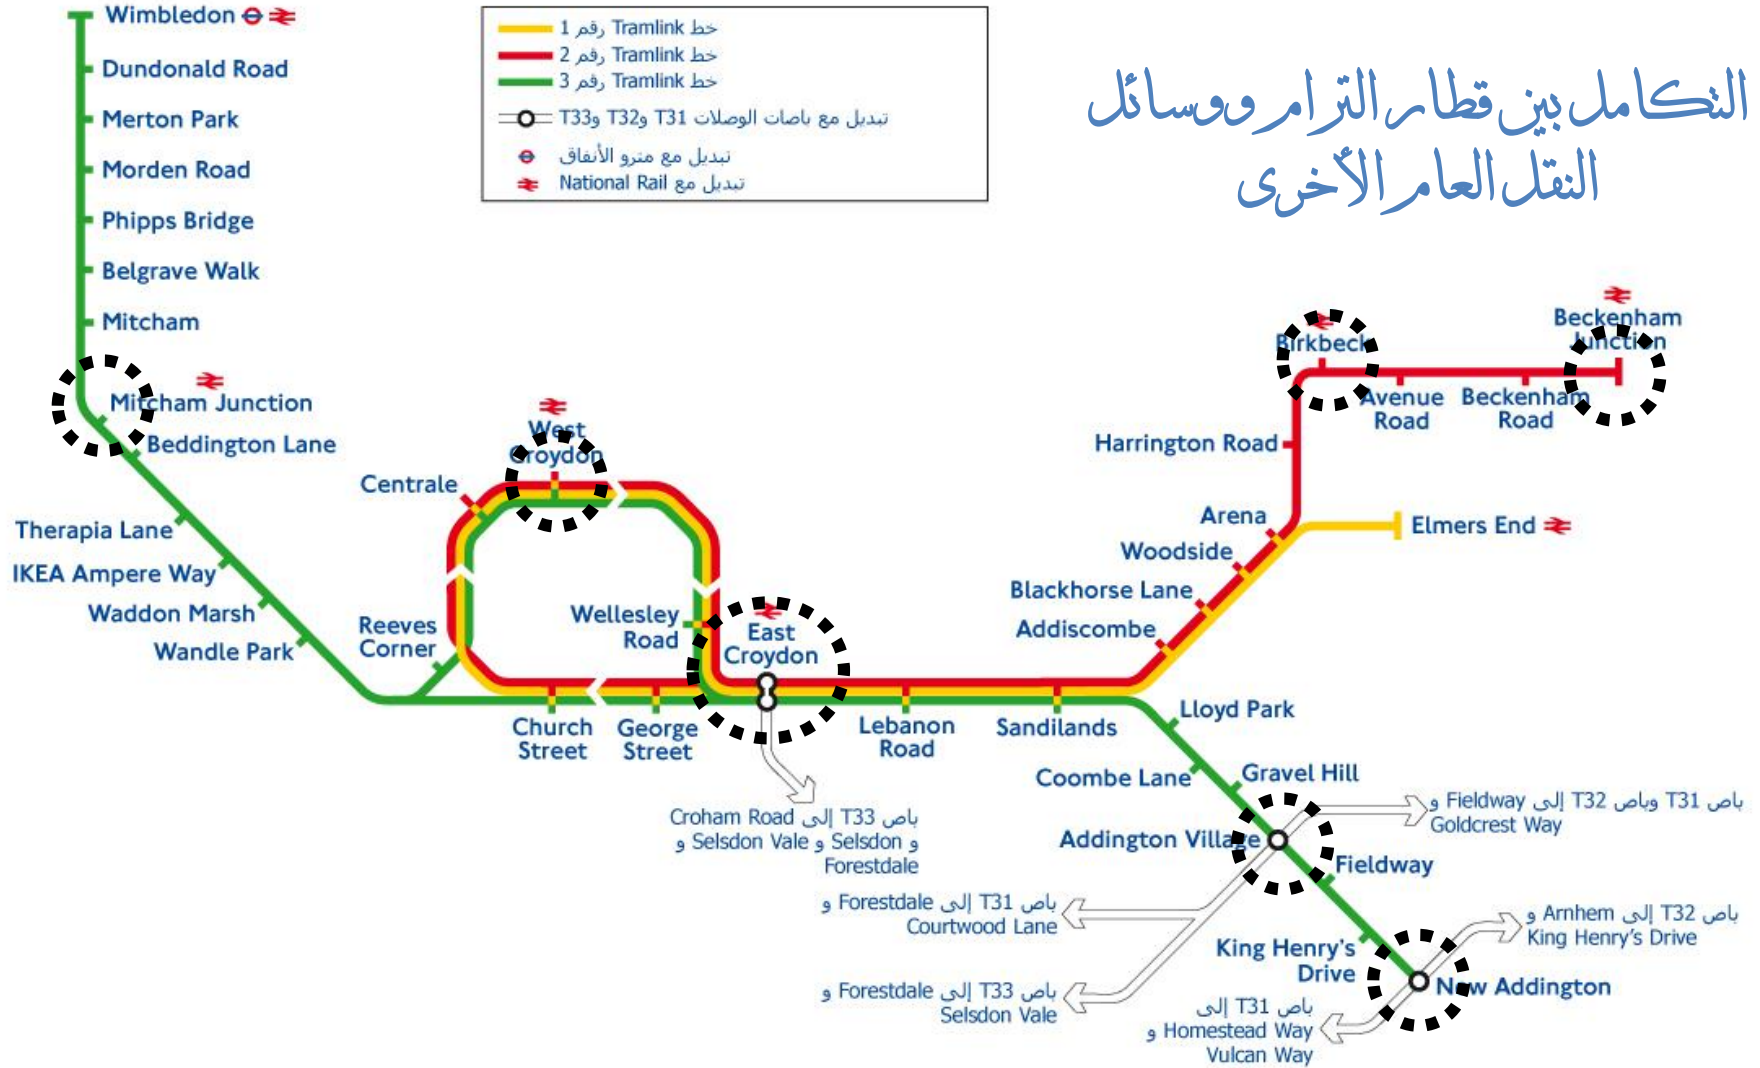 Wimbledon
Dundonald Road
Merton Park
Morden Road
Phipps Bridge
Belgrave Walk
Mitcham
Mitcham Junction
Beddington Lane
Therapia Lane
IKEA Ampere Way
Waddon Marsh
Wandle Park
خط Tramlink رقم 1
خط Tramlink رقم 2
خط Tramlink رقم 3
تبديل مع باصات الوصلات T31 وT32 وT33
تبديل مع مترو الأنفاق
تبديل مع National Rail
التكامل بين قطار الترام ووسائل
النقل العام الأخرى
Reeves
Corner
Centrale
West
Croydon
Wellesley
Road
East
Croydon
Church
Street
George
Street
Lebanon
Road
Sandilands
Addiscombe
Blackhorse Lane
Woodside
Arena
Elmers End
Harrington Road
Birkbeck
Avenue
Road
Beckenham
Road
Beckenham
Junction
Lloyd Park
Coombe Lane
Gravel Hill
Addington Village
Fieldway
King Henry's
Drive
New Addington
باص T33 إلى Croham Road
و Selsdon و Selsdon Vale و
Forestdale
باص T31 وباص T32 إلى Fieldway و
Goldcrest Way
باص T31 إلى Forestdale و
Courtwood Lane
باص T33 إلى Forestdale و
Selsdon Vale
باص T32 إلى Arnhem و
King Henry's Drive
باص T31 إلى
Homestead Way و
Vulcan Way